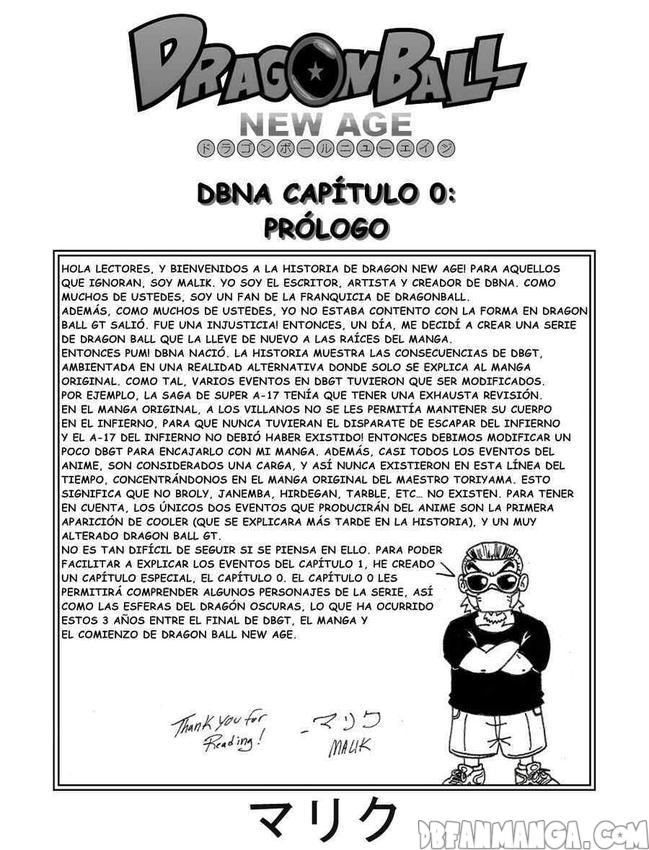 DRAGON BALL
NEW AGE
ドラゴンボールニューエイジ
DBNA CAPÍTULO 0:
PRÓLOGO
HOLA LECTORES, Y BIENVENIDOS A LA HISTORIA DE DRAGON NEW AGE! PARA AQUELLOS
QUE IGNORAN, SOY MALIK. YO SOY EL ESCRITOR, ARTISTA Y CREADOR DE DBNA. COMO
MUCHOS DE USTEDES, SOY UN FAN DE LA FRANQUICIA DE DRAGONBALL.
ADEMÁS, COMO MUCHOS DE USTEDES, YO NO ESTABA CONTENTO CON LA FORMA EN DRAGON
BALL GT SALIÓ. FUE UNA INJUSTICIA! ENTONCES, UN DÍA, ME DECIDÍ A CREAR UNA SERIE
DE DRAGON BALL QUE LA LLEVE DE NUEVO A LAS RAÍCES DEL MANGA.
ENTONCES PUM! DBNA NACIÓ. LA HISTORIA MUESTRA LAS CONSECUENCIAS DE DBGT,
AMBIENTADA EN UNA REALIDAD ALTERNATIVA DONDE SOLO SE EXPLICA AL MANGA
ORIGINAL. COMO TAL, VARIOS EVENTOS EN DBGT TUVIERON QUE SER MODIFICADOS.
POR EJEMPLO, LA SAGA DE SUPER A-17 TENÍA QUE TENER UNA EXHAUSTA REVISIÓN.
EN EL MANGA ORIGINAL, A LOS VILLANOS NO SE LES PERMITÍA MANTENER SU CUERPO
EN EL INFIERNO, PARA QUE NUNCA TUVIERAN EL DISPARATE DE ESCAPAR DEL INFIERNO
Y EL A-17 DEL INFIERNO NO DEBIÓ HABER EXISTIDO! ENTONCES DEBIMOS MODIFICAR UN
POCO DBGT PARA ENCAJARLO CON MI MANGA. ADEMÁS, CASI TODOS LOS EVENTOS DEL
ANIME, SON CONSIDERADOS UNA CARGA, Y ASÍ NUNCA EXISTIERON EN ESTA LÍNEA DEL
TIEMPO, CONCENTRÁNDONOS EN EL MANGA ORIGINAL DEL MAESTRO TORIYAMA. ESTO
SIGNIFICA QUE NO BROLY, JANEMBA, HIRDEGAN, TARBLE, ETC... NO EXISTEN. PARA TENER
EN CUENTA, LOS ÚNICOS DOS EVENTOS QUE PRODUCIRÁN DEL ANIME SON LA PRIMERA
APARICIÓN DE COOLER (QUE SE EXPLICARA MÁS TARDE EN LA HISTORIA), Y UN MUY
ALTERADO DRAGON BALL GT.
NO ES TAN DIFÍCIL DE SEGUIR SI SE PIENSA EN ELLO. PARA PODER
FACILITAR A EXPLICAR LOS EVENTOS DEL CAPÍTULO 1, HE CREADO
UN CAPÍTULO ESPECIAL, EL CAPÍTULO 0. EL CAPÍTULO 0 LES
PERMITIRÁ COMPRENDER ALGUNOS PERSONAJES DE LA SERIE, ASÍ
COMO LAS ESFERAS DEL DRAGÓN OSCURAS, LO QUE HA OCURRIDO
ESTOS 3 AÑOS ENTRE EL FINAL DE DBGT, EL MANGA Y
EL COMIENZO DE DRAGON BALL NEW AGE.
Thank you for
Reading!
-マリク
MALIK
マリク
DBFANMANGA.COM